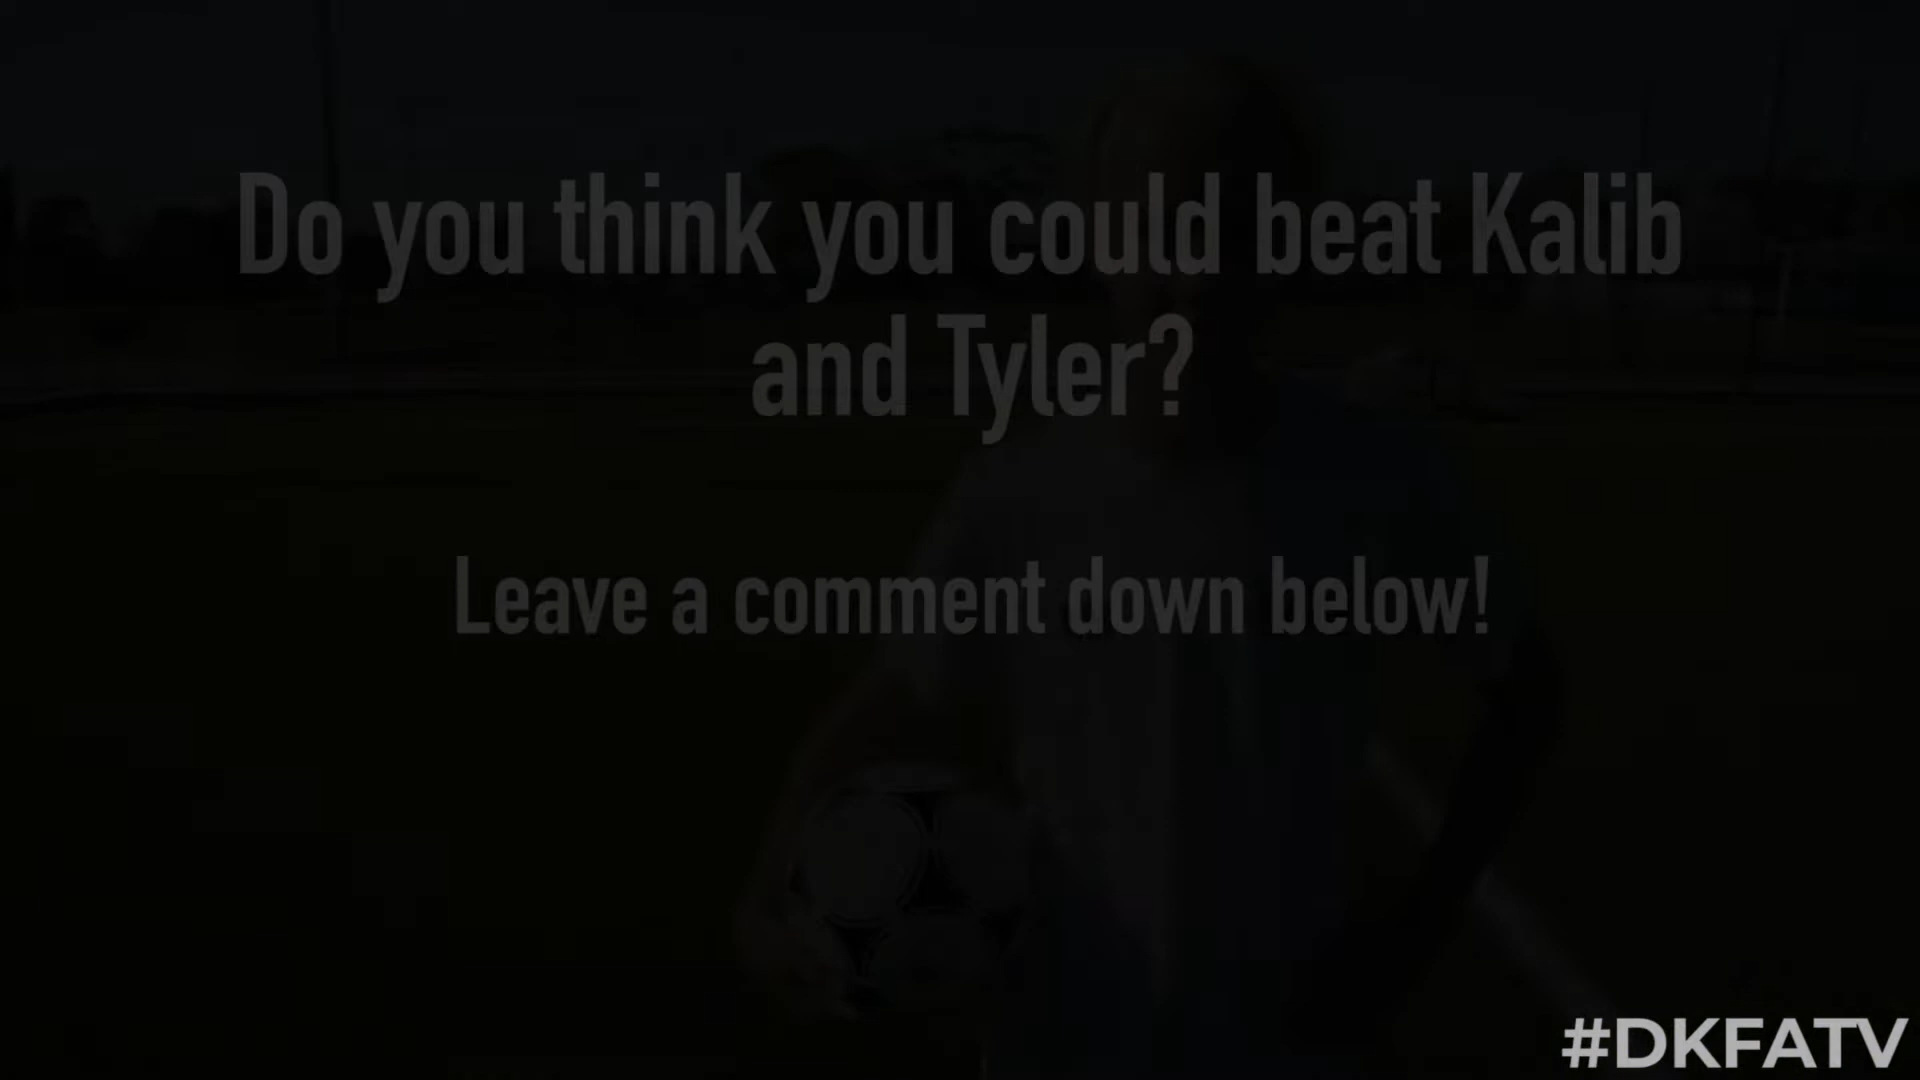 Do you think you could beat Kalib
and Tyler?
Leave a comment down below!
#DKFATV